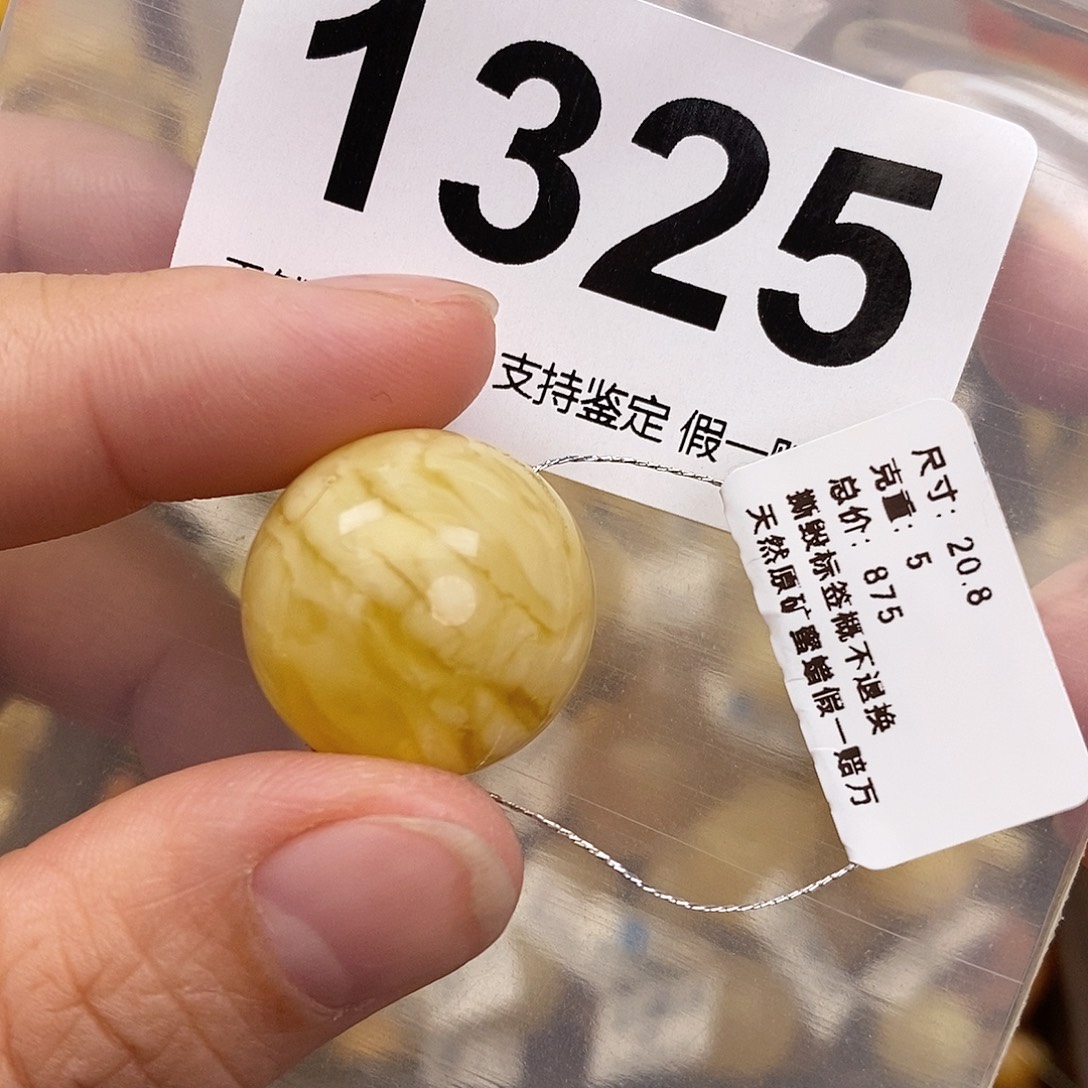 1325
支持鉴定 假一
尺寸: 20.8
克重: 5
总价: 875
撕毁标签概不退换
天然原矿蜜蜡假一赔万